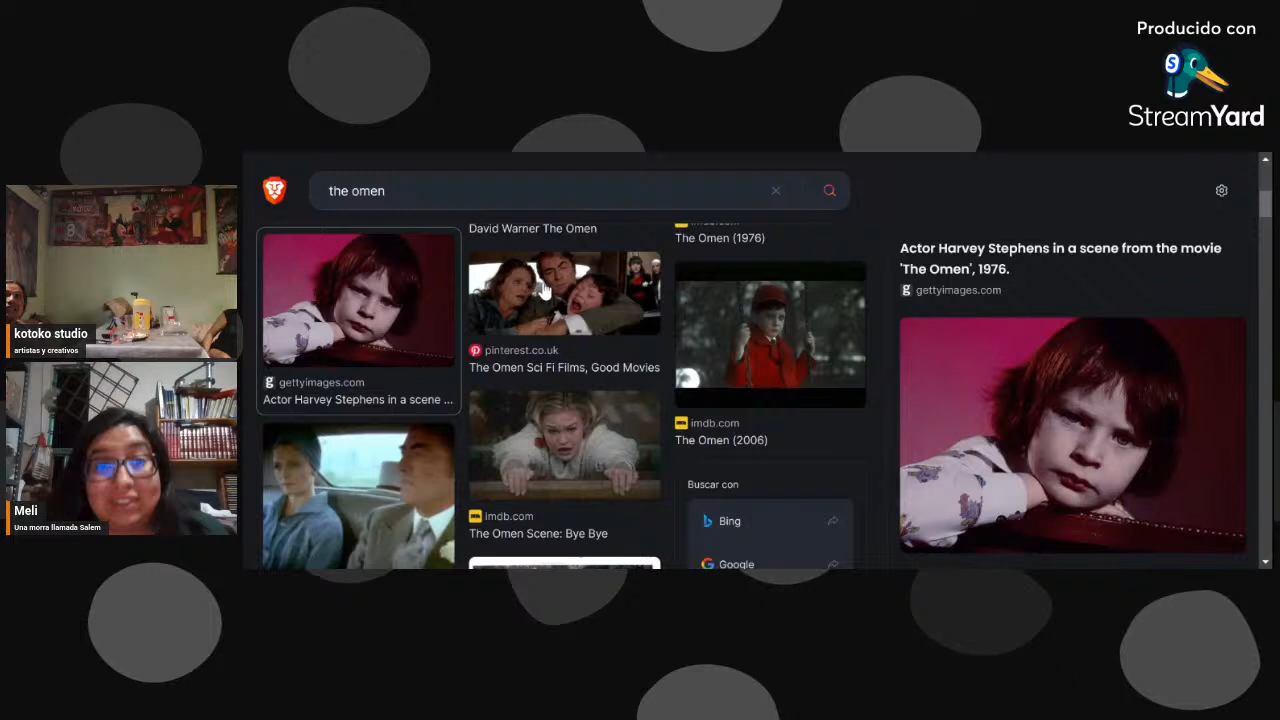 Producido con
StreamYard
the omen
David Warner The Omen
The Omen (1976)
Actor Harvey Stephens in a scene from the movie
'The Omen', 1976.
gettyimages.com
pinterest.co.uk
The Omen Sci Fi Films, Good Movies
gettyimages.com
Actor Harvey Stephens in a scene ...
imdb.com
The Omen (2006)
Buscar con
Bing
Google
imdb.com
The Omen Scene: Bye Bye
kotoko studio
artistas y creativos
Meli
Una morra llamada Salem